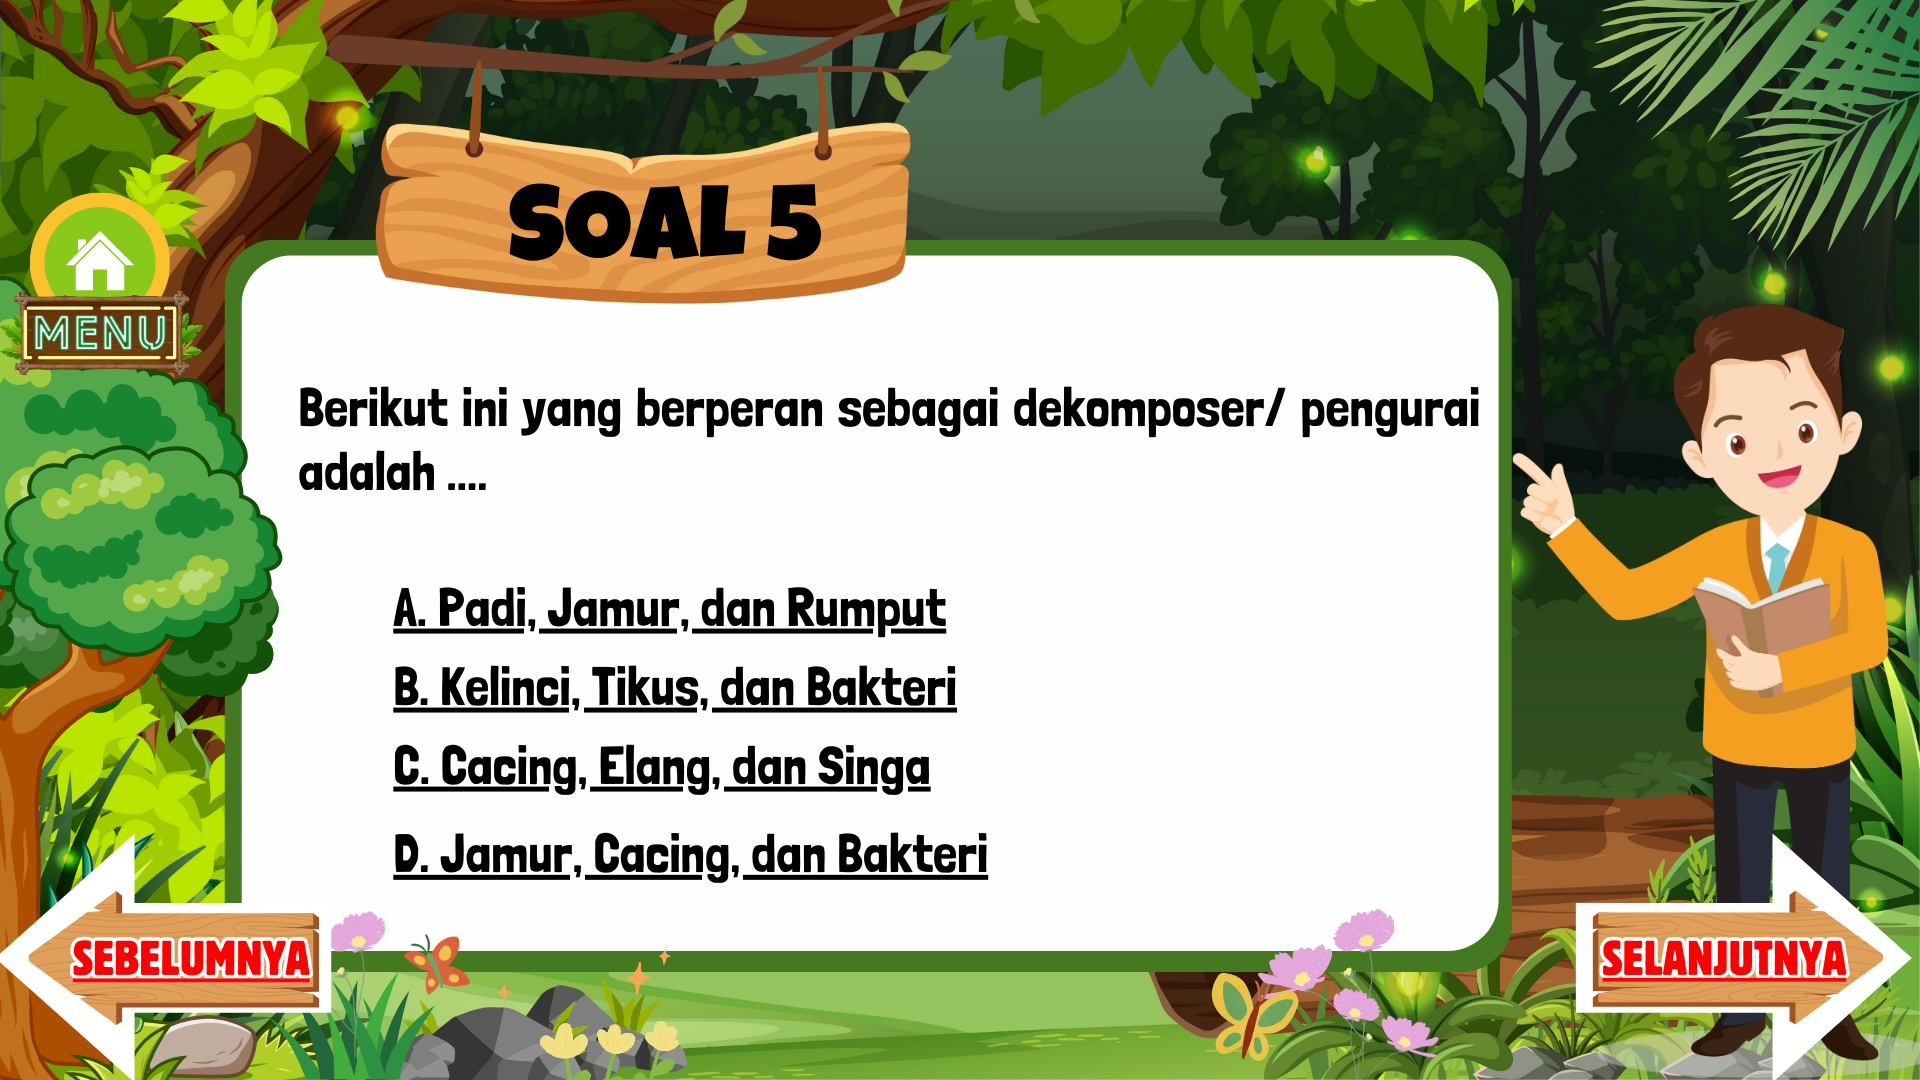 SOAL 5
MENU
Berikut ini yang berperan sebagai dekomposer/ pengurai
adalah ....
A. Padi, Jamur, dan Rumput
B. Kelinci, Tikus, dan Bakteri
C. Cacing, Elang, dan Singa
D. Jamur, Cacing, dan Bakteri
SEBELUMNYA
SELANJUTNYA